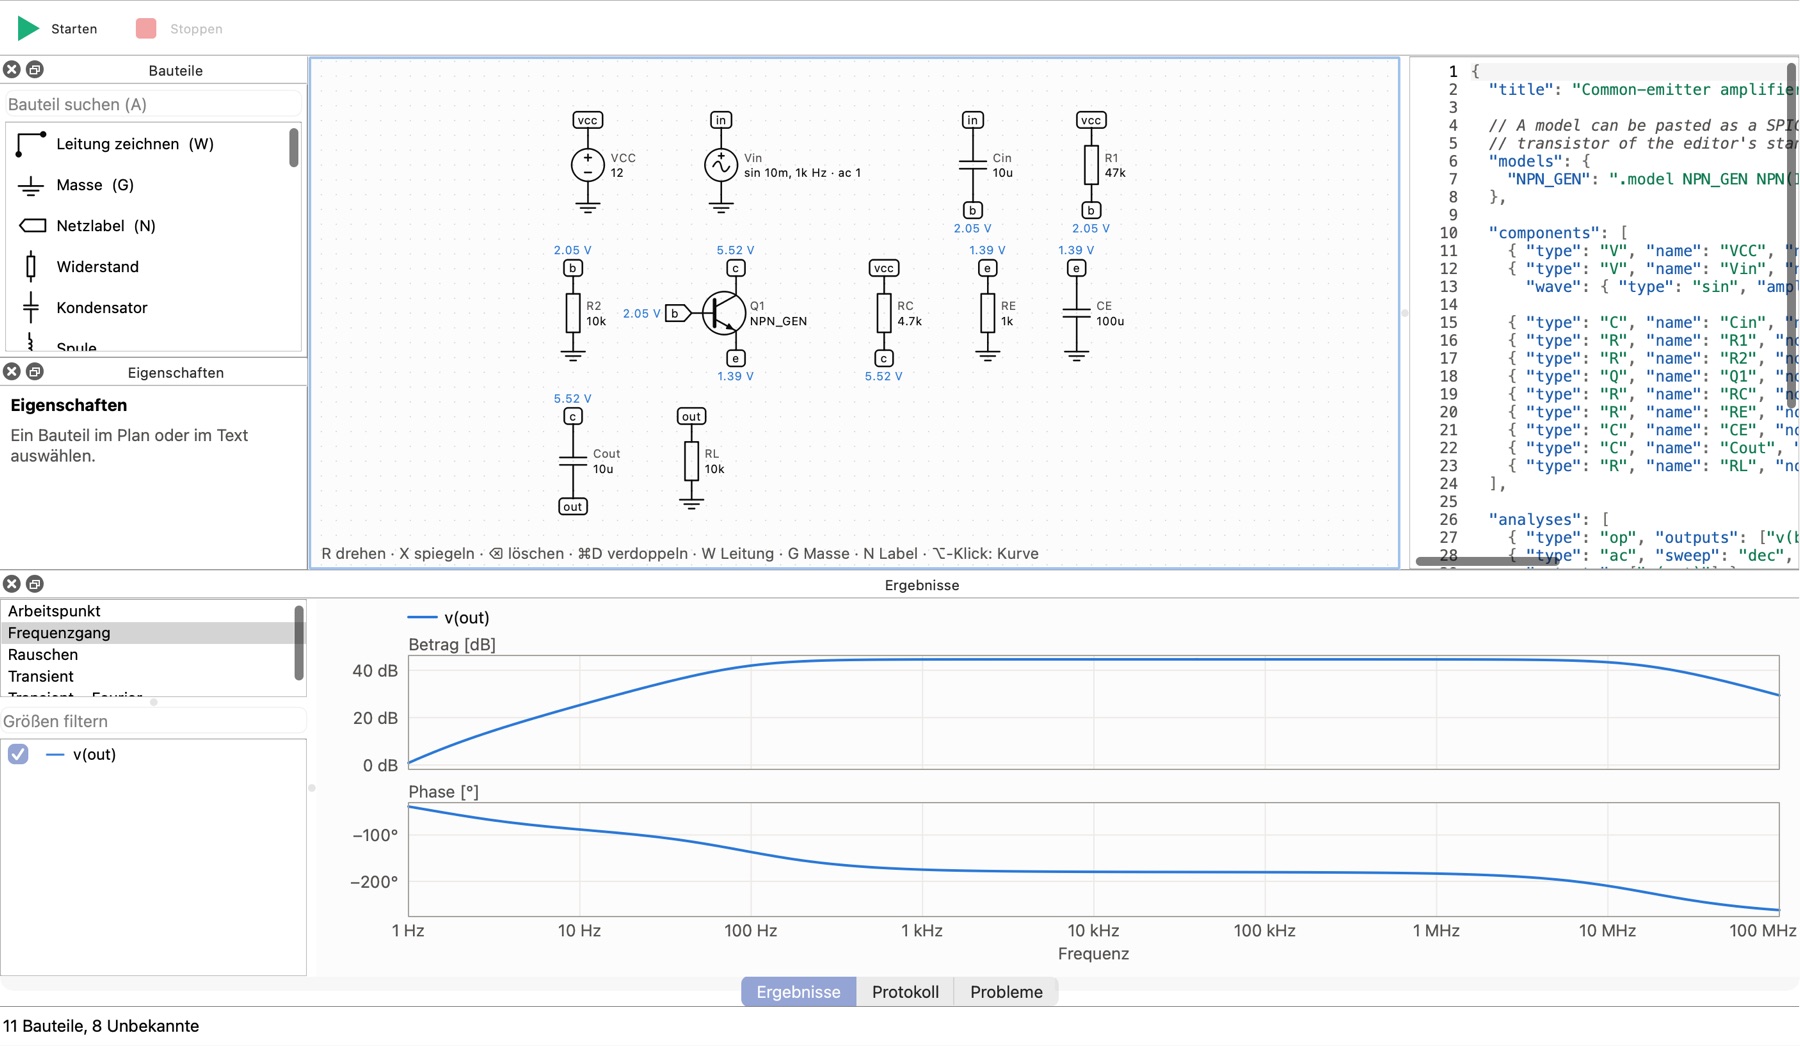 Starten
Stoppen
Bauteile
Bauteil suchen (A)
Leitung zeichnen (W)
Masse (G)
Netzlabel (N)
Widerstand
Kondensator
Spule
Eigenschaften
Eigenschaften
Ein Bauteil im Plan oder im Text
auswählen.
vcc
VCC
12
in
Vin
sin 10m, 1k Hz · ac 1
in
Cin
10u
b
2.05 V
vcc
R1
47k
b
2.05 V
2.05 V
b
R2
10k
5.52 V
c
2.05 V b
Q1
NPN_GEN
e
1.39 V
vcc
RC
4.7k
c
5.52 V
1.39 V
e
RE
1k
1.39 V
e
CE
100u
5.52 V
c
Cout
10u
out
out
RL
10k
R drehen · X spiegeln · ⌫ löschen · ⌘D verdoppeln · W Leitung · G Masse · N Label · ⌥-Klick: Kurve
1 {
2 "title": "Common-emitter amplifier
3
4 // A model can be pasted as a SPIC
5 // transistor of the editor's sta
6 "models": {
7 "NPN_GEN": ".model NPN_GEN NPN(
8 },
9
10 "components": [
11 { "type": "V", "name": "VCC", "n
12 { "type": "V", "name": "Vin", "n
13 "wave": { "type": "sin", "amp
14
15 { "type": "C", "name": "Cin", "n
16 { "type": "R", "name": "R1", "no
17 { "type": "R", "name": "R2", "no
18 { "type": "Q", "name": "Q1", "no
19 { "type": "R", "name": "RC", "no
20 { "type": "R", "name": "RE", "no
21 { "type": "C", "name": "CE", "no
22 { "type": "C", "name": "Cout", "
23 { "type": "R", "name": "RL", "no
24 ],
25
26 "analyses": [
27 { "type": "op", "outputs": ["v(b
28 { "type": "ac", "sweep": "dec",
Ergebnisse
Arbeitspunkt
Frequenzgang
Rauschen
Transient
Größen filtern
v(out)
v(out)
Betrag [dB]
40 dB
20 dB
0 dB
Phase [°]
−100°
−200°
1 Hz 10 Hz 100 Hz 1 kHz 10 kHz 100 kHz 1 MHz 10 MHz 100 MHz
Frequenz
Ergebnisse Protokoll Probleme
11 Bauteile, 8 Unbekannte